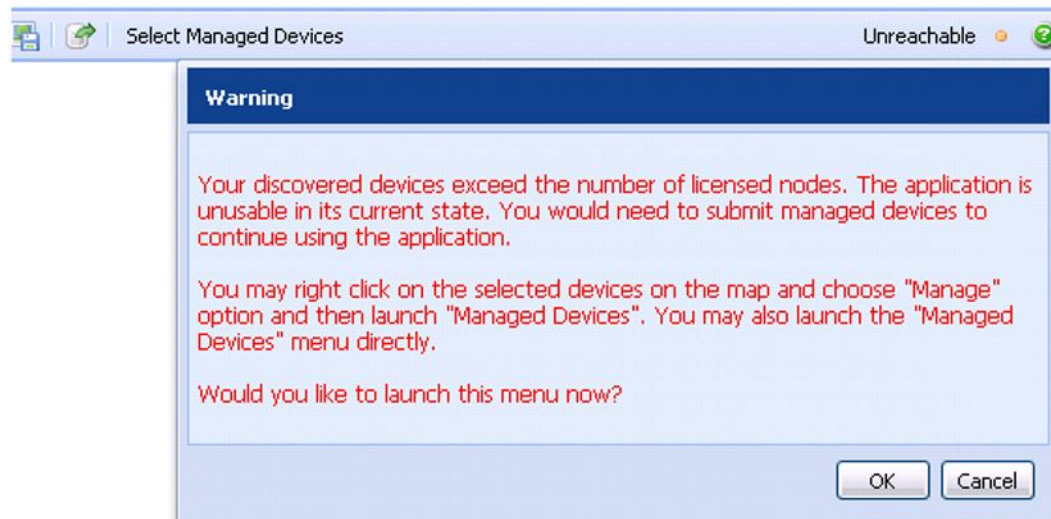 Select Managed Devices
Unreachable
Warning
Your discovered devices exceed the number of licensed nodes. The application is
unusable in its current state. You would need to submit managed devices to
continue using the application.
You may right click on the selected devices on the map and choose "Manage"
option and then launch "Managed Devices". You may also launch the "Managed
Devices" menu directly.
Would you like to launch this menu now?
OK
Cancel